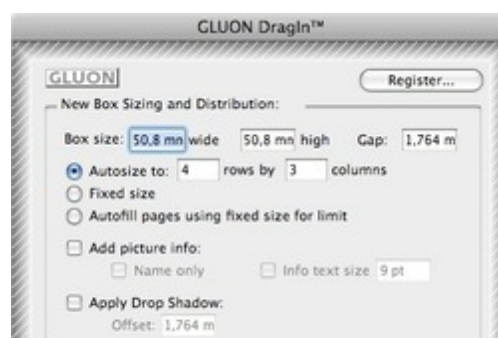 GLUON DragIn™
GLUON
Register...
New Box Sizing and Distribution:
Box size: 50,8 mn wide 50,8 mn high Gap: 1,764 m
Autosize to: 4 rows by 3 columns
Fixed size
Autofill pages using fixed size for limit
Add picture info:
Name only Info text size 9 pt
Apply Drop Shadow:
Offset: 1,764 m